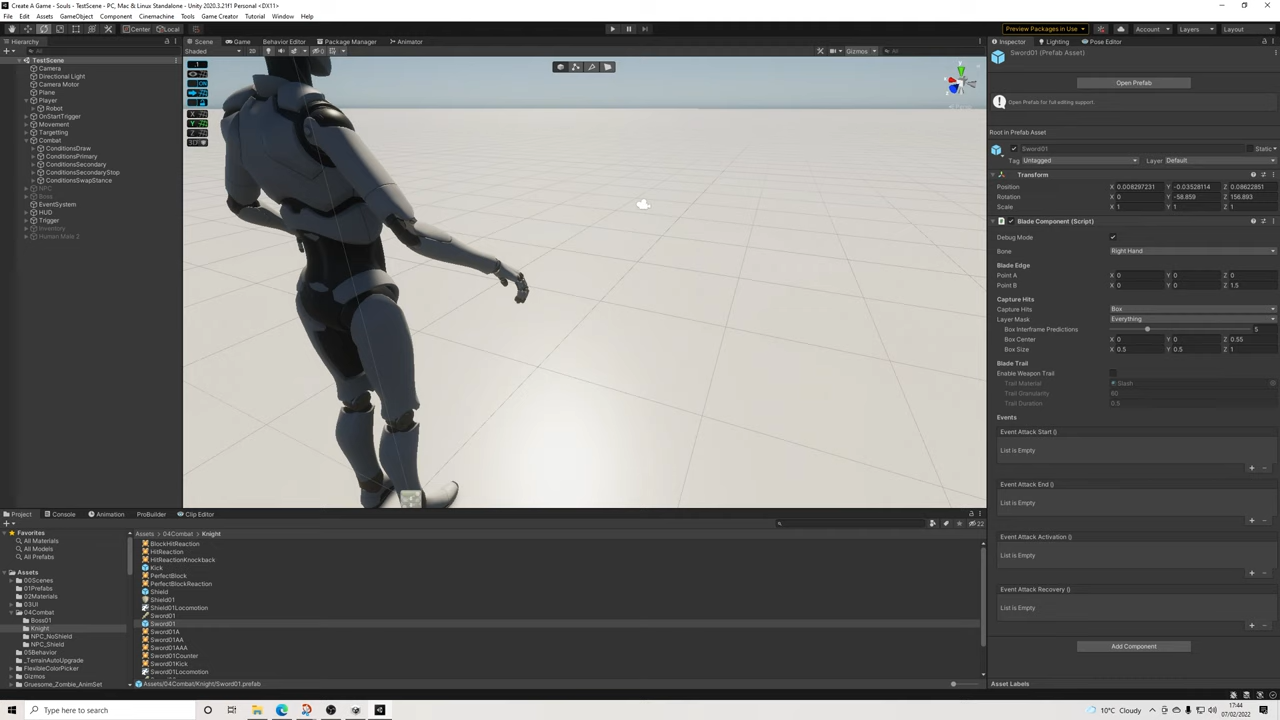 Create A Game - Souls - TestScene - PC, Mac & Linux Standalone - Unity 2020.3.21f1 Personal <DX11>
File Edit Assets GameObject Component Cinemachine Tools Game Creator Tutorial Window Help
Center Local
Preview Packages in Use Account Layers Layout
Hierarchy
Scene Game Behavior Editor Package Manager Animator
Inspector Lighting Pose Editor
Shaded 2D Gizmos All
TestScene
Camera
Directional Light
Camera Motor
Plane
Player
Robot
OnStartTrigger
Movement
Targetting
Combat
ConditionsDraw
ConditionsPrimary
ConditionsSecondary
ConditionsSecondaryStop
ConditionsSwapStance
NPC
Boss
EventSystem
HUD
Trigger
Inventory
Human Male 2
.1
ON
X
Y
Z
3D
Sword01 (Prefab Asset)
Open Prefab
Open Prefab for full editing support.
Root in Prefab Asset
Sword01 Static
Tag Untagged Layer Default
Transform
Position X 0.008297231 Y -0.03528114 Z 0.08622851
Rotation X 0 Y -58.859 Z 156.893
Scale X 1 Y 1 Z 1
Blade Component (Script)
Debug Mode
Bone Right Hand
Blade Edge
Point A X 0 Y 0 Z 0
Point B X 0 Y 0 Z 1.5
Capture Hits
Capture Hits Box
Layer Mask Everything
Box Interframe Predictions 5
Box Center X 0 Y 0 Z 0.55
Box Size X 0.5 Y 0.5 Z 1
Blade Trail
Enable Weapon Trail
Trail Material Slash
Trail Granularity 60
Trail Duration 0.5
Events
Event Attack Start ()
List is Empty
Event Attack End ()
List is Empty
Event Attack Activation ()
List is Empty
Event Attack Recovery ()
List is Empty
Add Component
Asset Labels
Project Console Animation ProBuilder Clip Editor
22
Favorites
All Materials
All Models
All Prefabs
Assets
00Scenes
01Prefabs
02Materials
03UI
04Combat
Boss01
Knight
NPC_NoShield
NPC_Shield
05Behavior
_TerrainAutoUpgrade
FlexibleColorPicker
Gizmos
Gruesome_Zombie_AnimSet
Assets > 04Combat > Knight
BlockHitReaction
HitReaction
HitReactionKnockback
Kick
PerfectBlock
PerfectBlockReaction
Shield
Shield01
Shield01Locomotion
Sword01
Sword01
Sword01A
Sword01AA
Sword01AAA
Sword01Counter
Sword01Kick
Sword01Locomotion
Assets/04Combat/Knight/Sword01.prefab
Type here to search
10°C Cloudy
17:44
07/02/2022